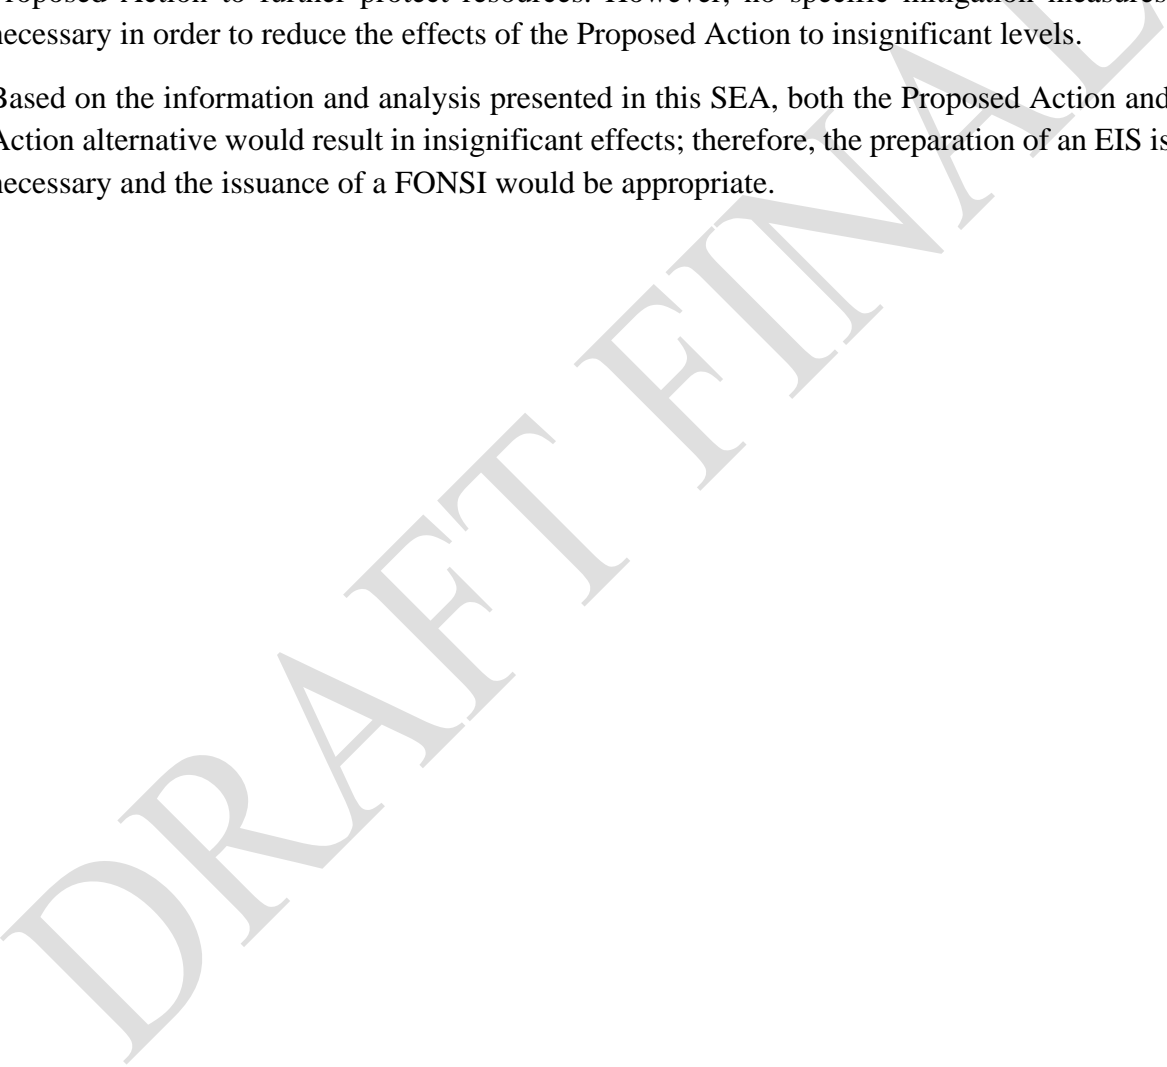 roposed Action to further protect resources. However, no specific mitigation measures
necessary in order to reduce the effects of the Proposed Action to insignificant levels.
Based on the information and analysis presented in this SEA, both the Proposed Action and
Action alternative would result in insignificant effects; therefore, the preparation of an EIS is
necessary and the issuance of a FONSI would be appropriate.
DRAFT FINAL